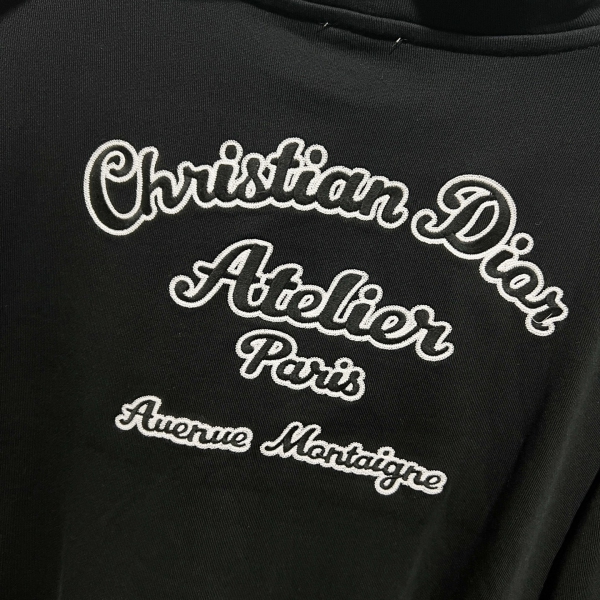 Christian Dior
Atelier
Paris
Avenue Montaigne